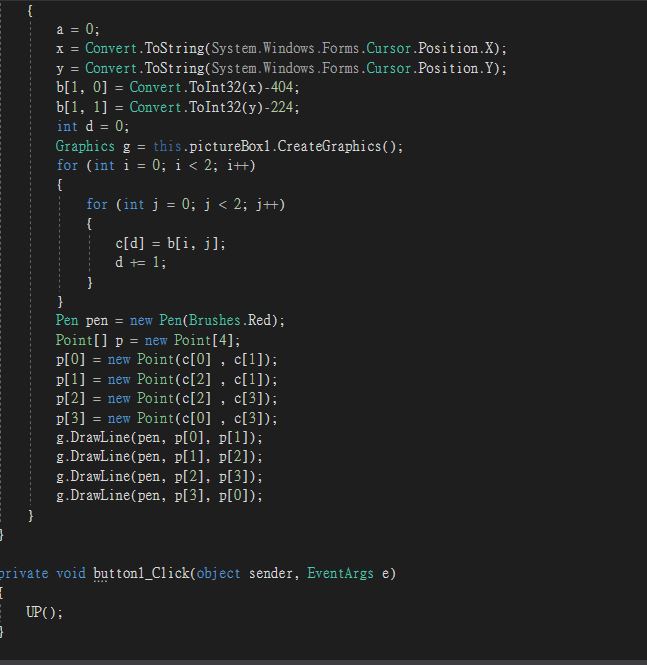 {
a = 0;
x = Convert.ToString(System.Windows.Forms.Cursor.Position.X);
y = Convert.ToString(System.Windows.Forms.Cursor.Position.Y);
b[1, 0] = Convert.ToInt32(x)-404;
b[1, 1] = Convert.ToInt32(y)-224;
int d = 0;
Graphics g = this.pictureBox1.CreateGraphics();
for (int i = 0; i < 2; i++)
{
for (int j = 0; j < 2; j++)
{
c[d] = b[i, j];
d += 1;
}
}
Pen pen = new Pen(Brushes.Red);
Point[] p = new Point[4];
p[0] = new Point(c[0] , c[1]);
p[1] = new Point(c[2] , c[1]);
p[2] = new Point(c[2] , c[3]);
p[3] = new Point(c[0] , c[3]);
g.DrawLine(pen, p[0], p[1]);
g.DrawLine(pen, p[1], p[2]);
g.DrawLine(pen, p[2], p[3]);
g.DrawLine(pen, p[3], p[0]);
}
}
private void button1_Click(object sender, EventArgs e)
{
UP();
}